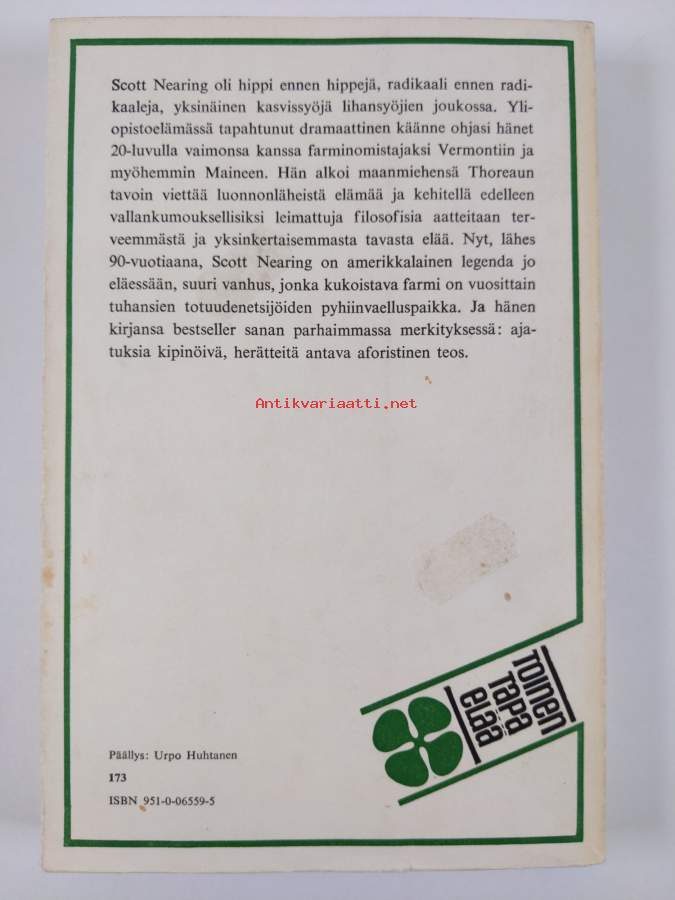 Scott Nearing oli hippi ennen hippejä, radikaali ennen radi-
kaaleja, yksinäinen kasvissyöjä lihansyöjien joukossa. Yli-
opistoelämässä tapahtunut dramaattinen käänne ohjasi hänet
20-luvulla vaimonsa kanssa farminomistajaksi Vermontiin ja
myöhemmin Maineen. Hän alkoi maanmiehensä Thoreaun
tavoin viettää luonnonläheistä elämää ja kehitellä edelleen
vallankumouksellisiksi leimattuja filosofisia aatteitaan ter-
veemmästä ja yksinkertaisemmasta tavasta elää. Nyt, lähes
90-vuotiaana, Scott Nearing on amerikkalainen legenda jo
eläessään, suuri vanhus, jonka kukoistava farmi on vuosittain
tuhansien totuudenetsijöiden pyhiinvaelluspaikka. Ja hänen
kirjansa bestseller sanan parhaimmassa merkityksessä: aja-
tuksia kipinöivä, herätteitä antava aforistinen teos.
Antikvariaatti.net
TOINEN
TAPA
ELÄÄ
Päällys: Urpo Huhtanen
173
ISBN 951-0-06559-5